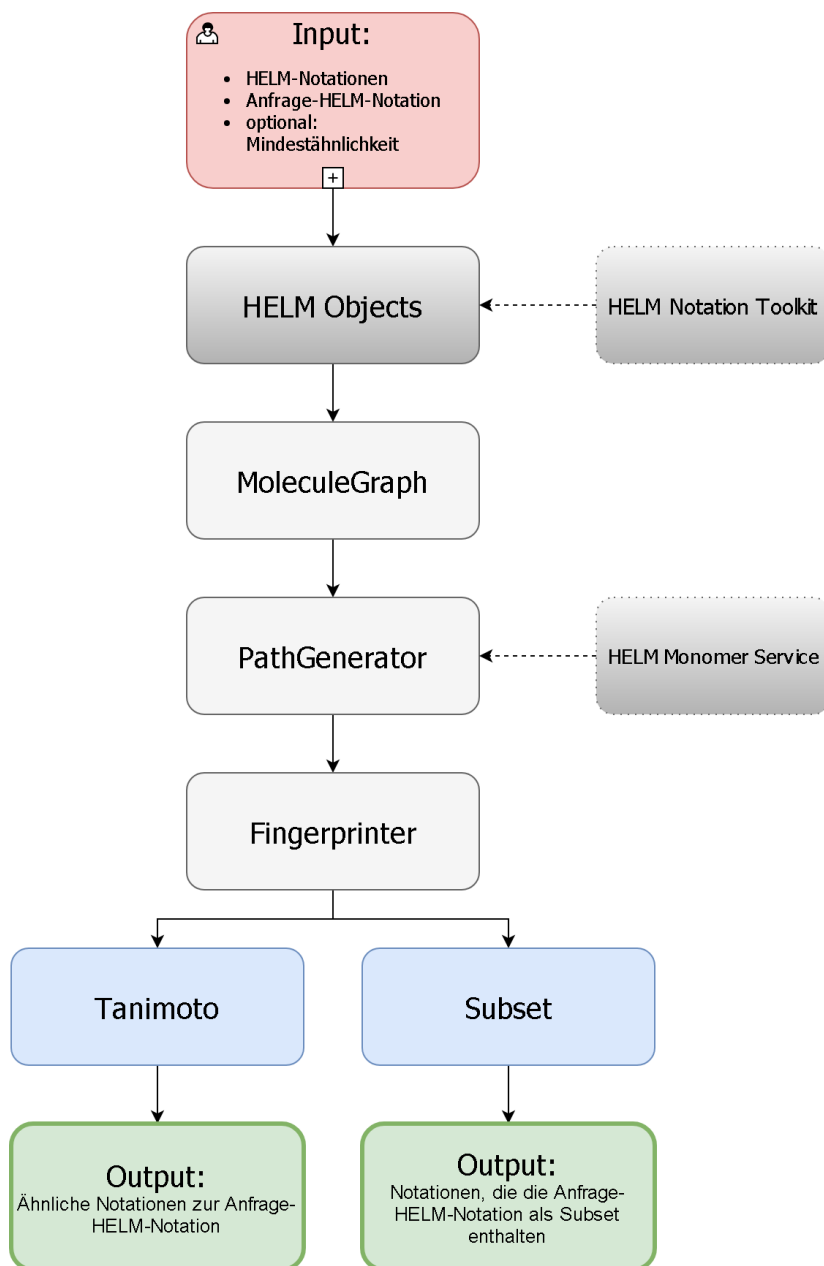 Input:
• HELM-Notationen
• Anfrage-HELM-Notation
• optional:
Mindestähnlichkeit
HELM Objects
HELM Notation Toolkit
MoleculeGraph
PathGenerator
HELM Monomer Service
Fingerprinter
Tanimoto
Subset
Output:
Ähnliche Notationen zur Anfrage-
HELM-Notation
Output:
Notationen, die die Anfrage-
HELM-Notation als Subset
enthalten